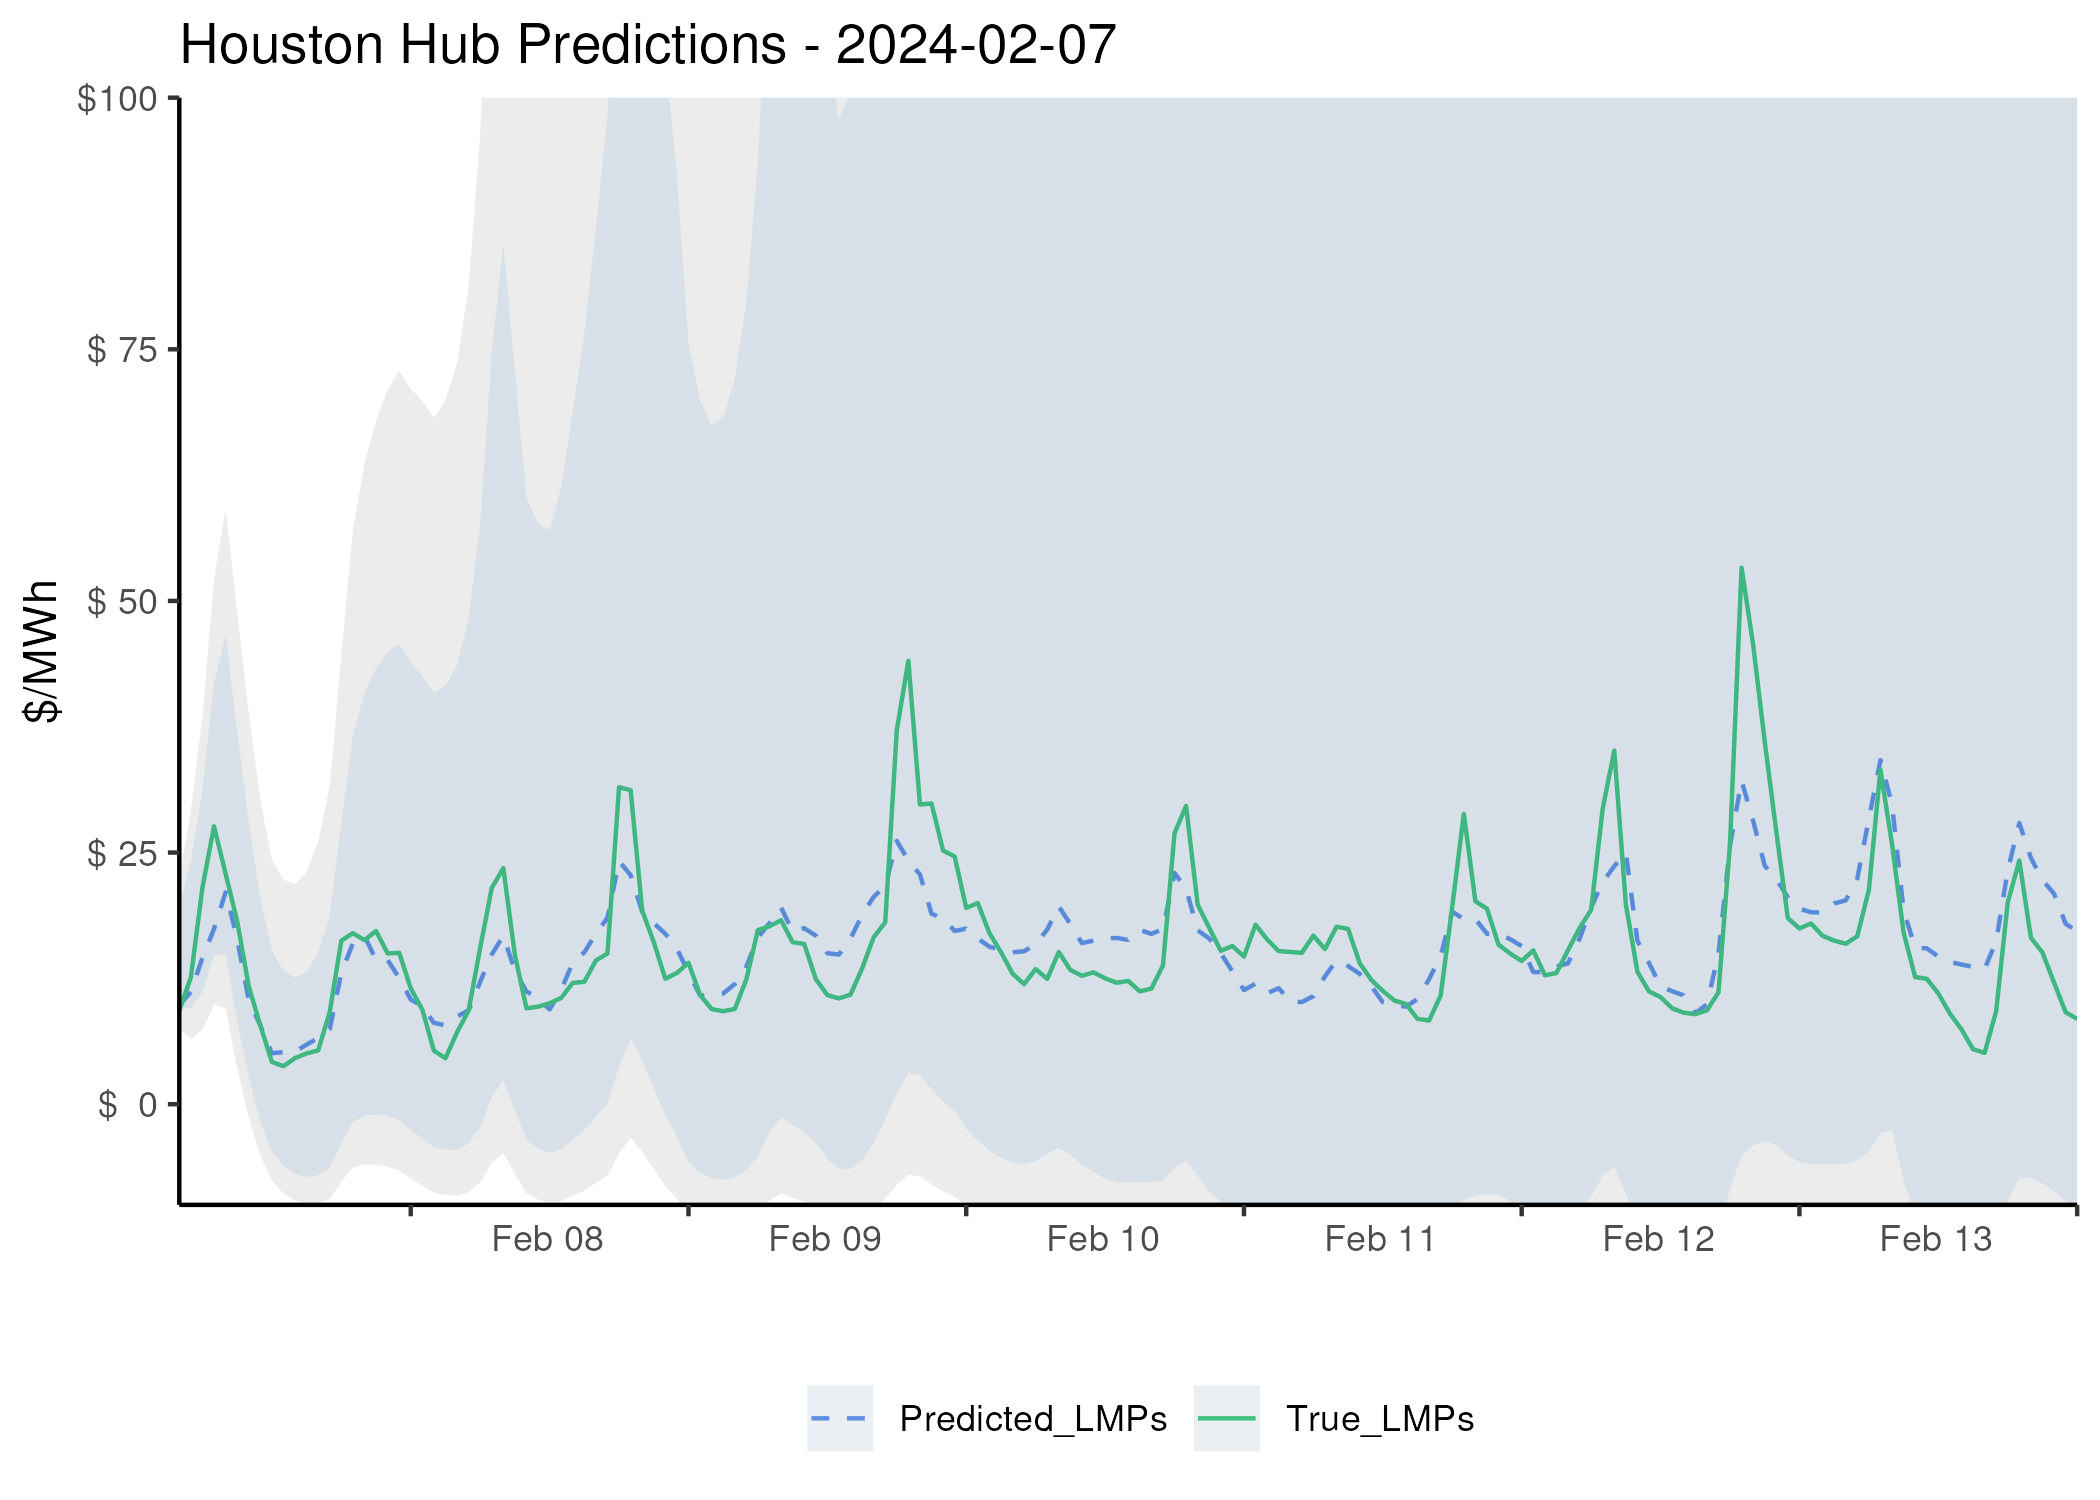 Houston Hub Predictions - 2024-02-07
$100
$ 75
$ 50
$ 25
$  0
$/MWh
Feb 08 Feb 09 Feb 10 Feb 11 Feb 12 Feb 13
Predicted_LMPs True_LMPs